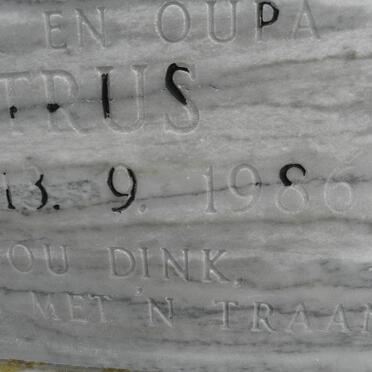 EN OUPA
TRUS
13. 9. 1986
OU DINK,
MET 'N TRAAN